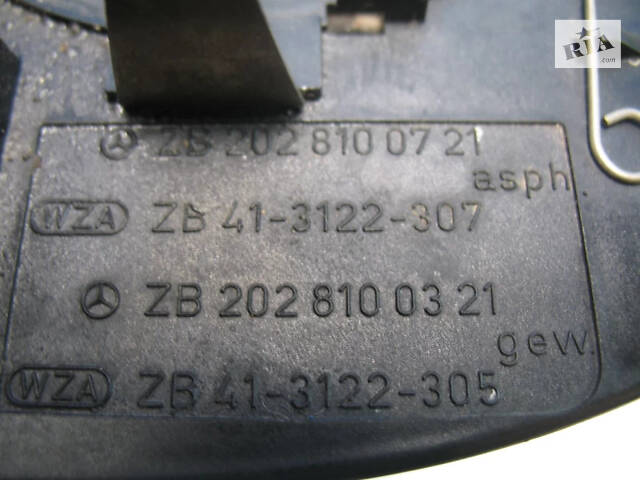 RIA
.com
ZB 202 810 07 21
asph.
WZA ZB 41-3122-307
ZB 202 810 03 21
gew.
WZA ZB 41-3122-305